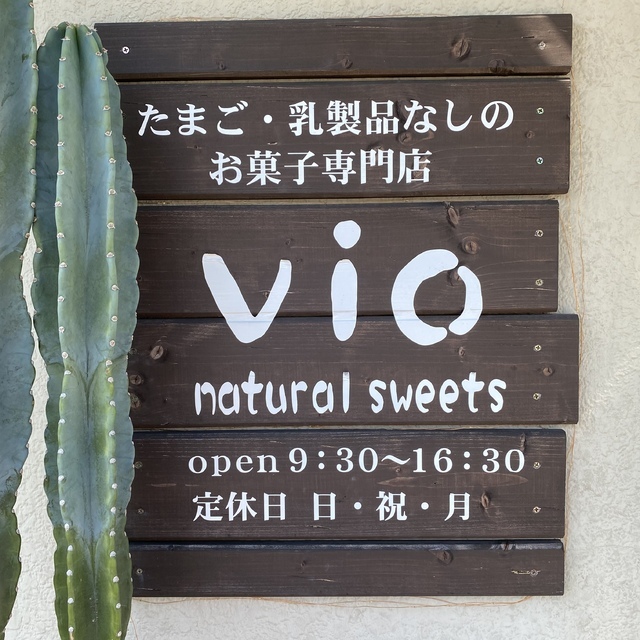 たまご・乳製品なしの
お菓子専門店
vio
natural sweets
open 9:30～16:30
定休日 日・祝・月